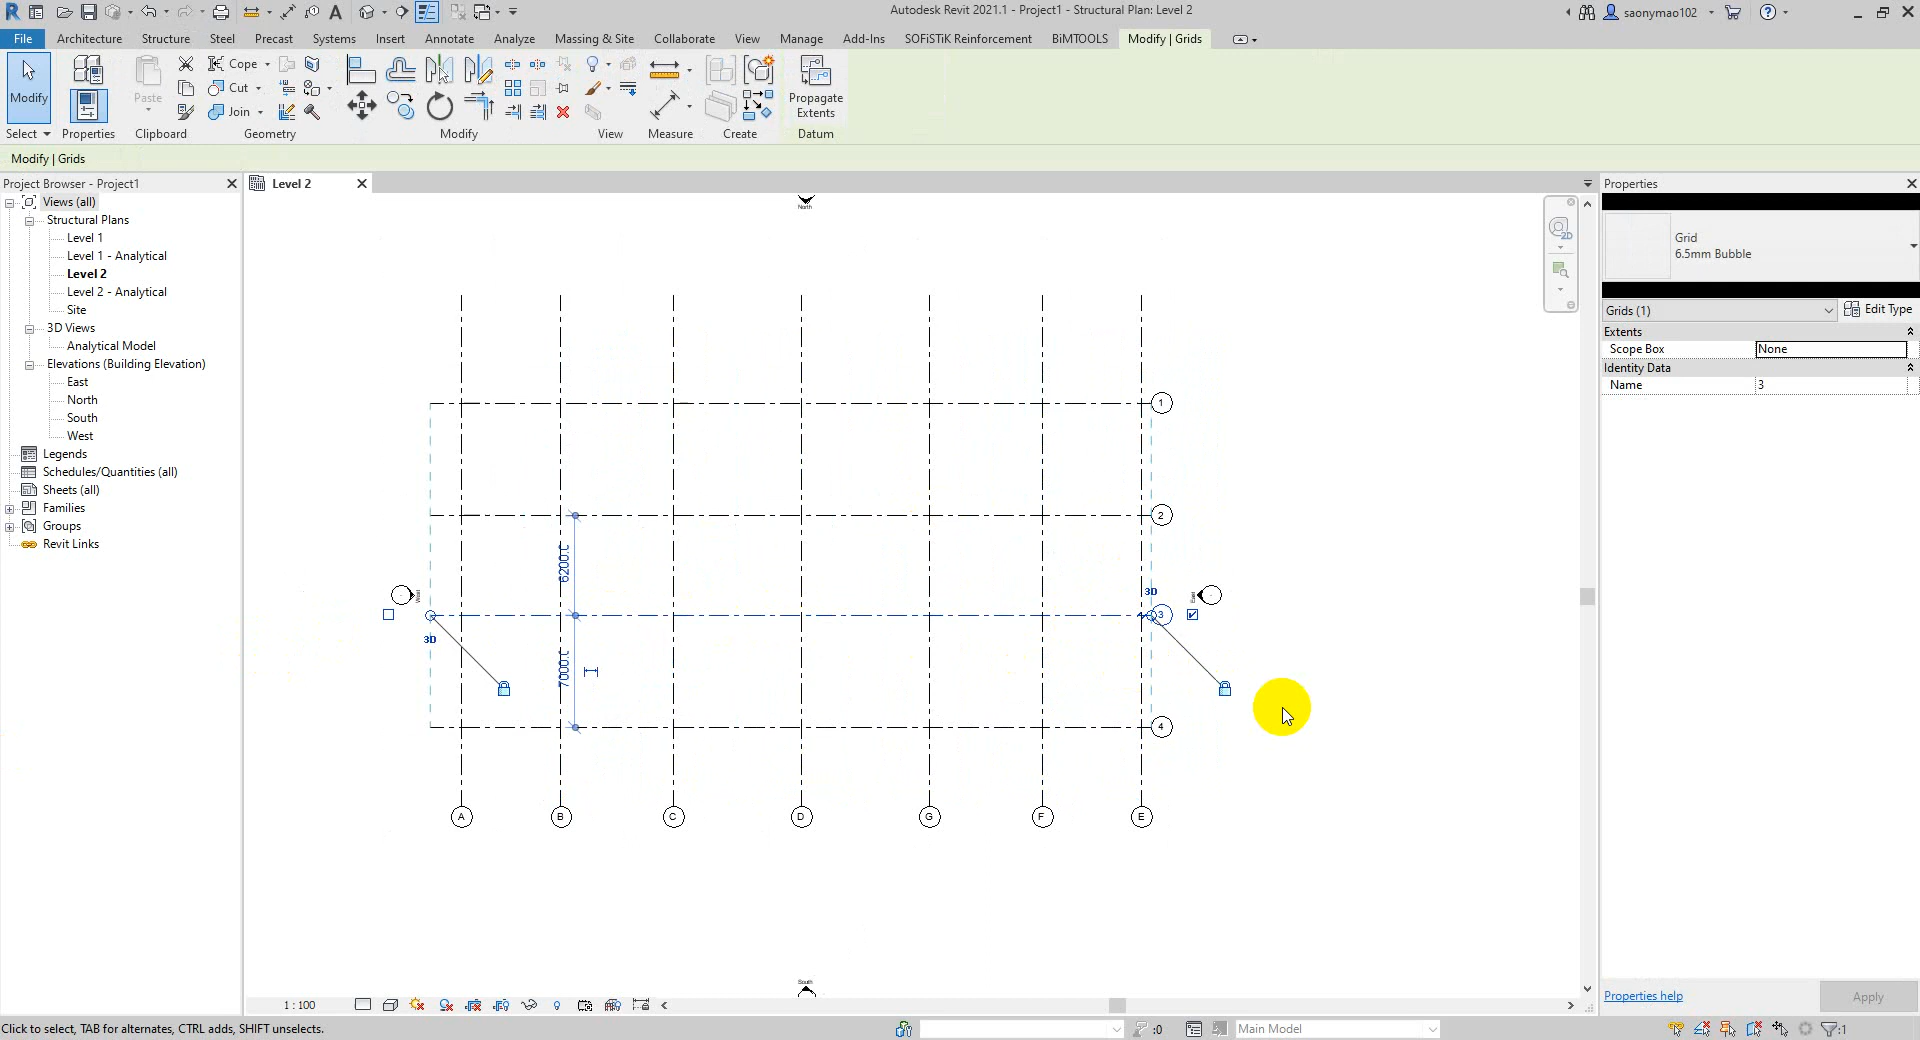 Autodesk Revit 2021.1 - Project1 - Structural Plan: Level 2
saonymao102
File Architecture Structure Steel Precast Systems Insert Annotate Analyze Massing & Site Collaborate View Manage Add-Ins SOFiSTiK Reinforcement BiMTOOLS Modify | Grids
Modify
Paste
Cope
Cut
Join
Propagate
Extents
Select Properties Clipboard Geometry Modify View Measure Create Datum
Modify | Grids
Project Browser - Project1
Views (all)
Structural Plans
Level 1
Level 1 - Analytical
Level 2
Level 2 - Analytical
Site
3D Views
Analytical Model
Elevations (Building Elevation)
East
North
South
West
Legends
Schedules/Quantities (all)
Sheets (all)
Families
Groups
Revit Links
Level 2
North
2D
1
2
6200.0
West
3D
East
3
3D
7000.0
4
A B C D G F E
South
1 : 100
Properties
Grid
6.5mm Bubble
Grids (1)
Edit Type
Extents
Scope Box None
Identity Data
Name 3
Properties help
Apply
Click to select, TAB for alternates, CTRL adds, SHIFT unselects.
:0
Main Model
:1